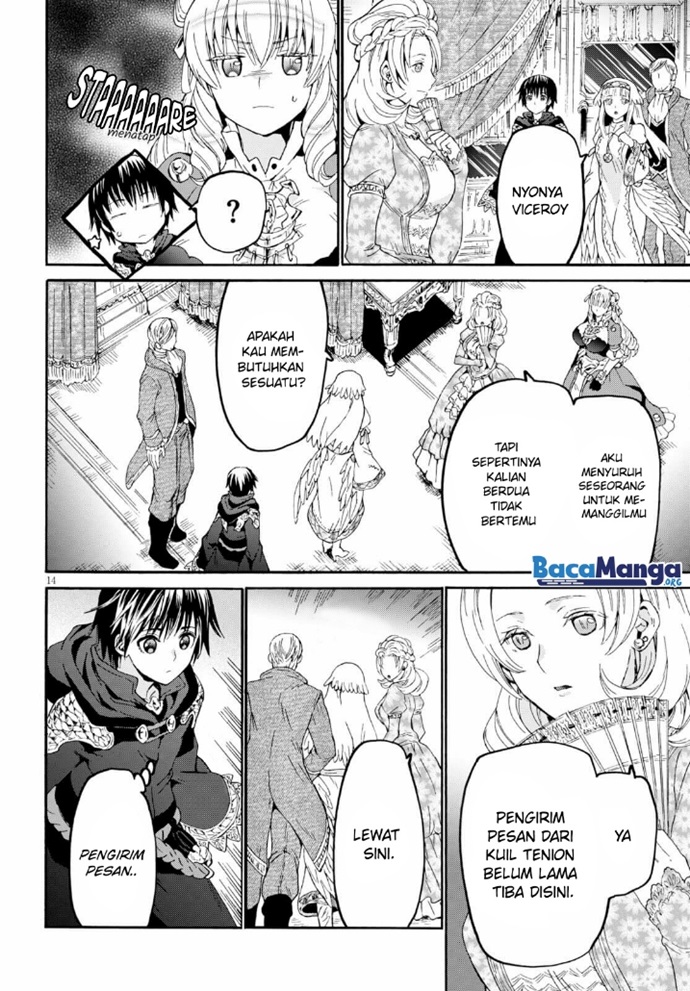 NYONYA
VICEROY
STAAAAAARE
menatap
?
AKU
MENYURUH
SESEORANG
UNTUK ME-
MANGGILMU
TAPI
SEPERTINYA
KALIAN
BERDUA
TIDAK
BERTEMU
APAKAH
KAU MEM-
BUTUHKAN
SESUATU?
BacaManga
.ORG
14
YA
PENGIRIM
PESAN DARI
KUIL TENION
BELUM LAMA
TIBA DISINI.
LEWAT
SINI.
PENGIRIM
PESAN..